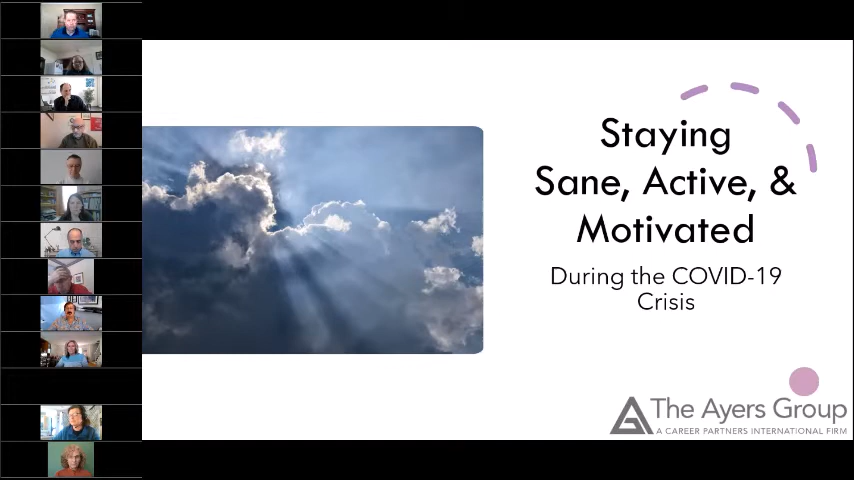 Staying
Sane, Active, &
Motivated
During the COVID-19
Crisis
The Ayers Group
A CAREER PARTNERS INTERNATIONAL FIRM